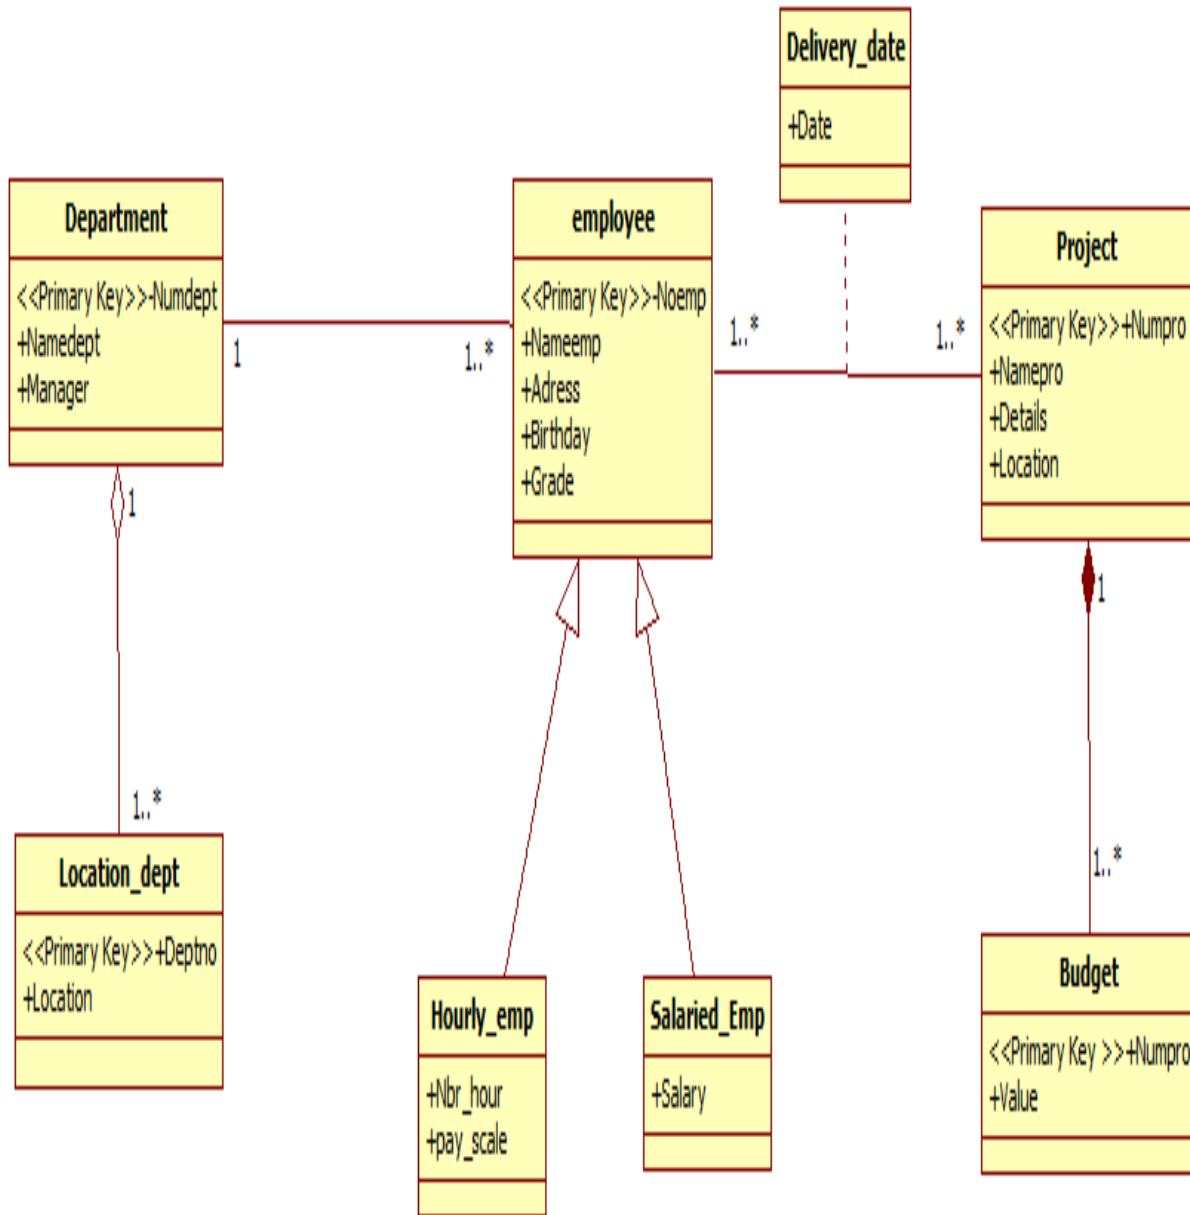 Delivery_date
+Date
Department
<<Primary Key>>-Numdept
+Namedept
+Manager
1
1..*
employee
<<Primary Key>>-Noemp
+Nameemp
+Adress
+Birthday
+Grade
1..*
1..*
Project
<<Primary Key>>+Numpro
+Namepro
+Details
+Location
1
1..*
Location_dept
<<Primary Key>>+Deptno
+Location
Hourly_emp
+Nbr_hour
+pay_scale
Salaried_Emp
+Salary
1
1..*
Budget
<<Primary Key >>+Numpro
+Value